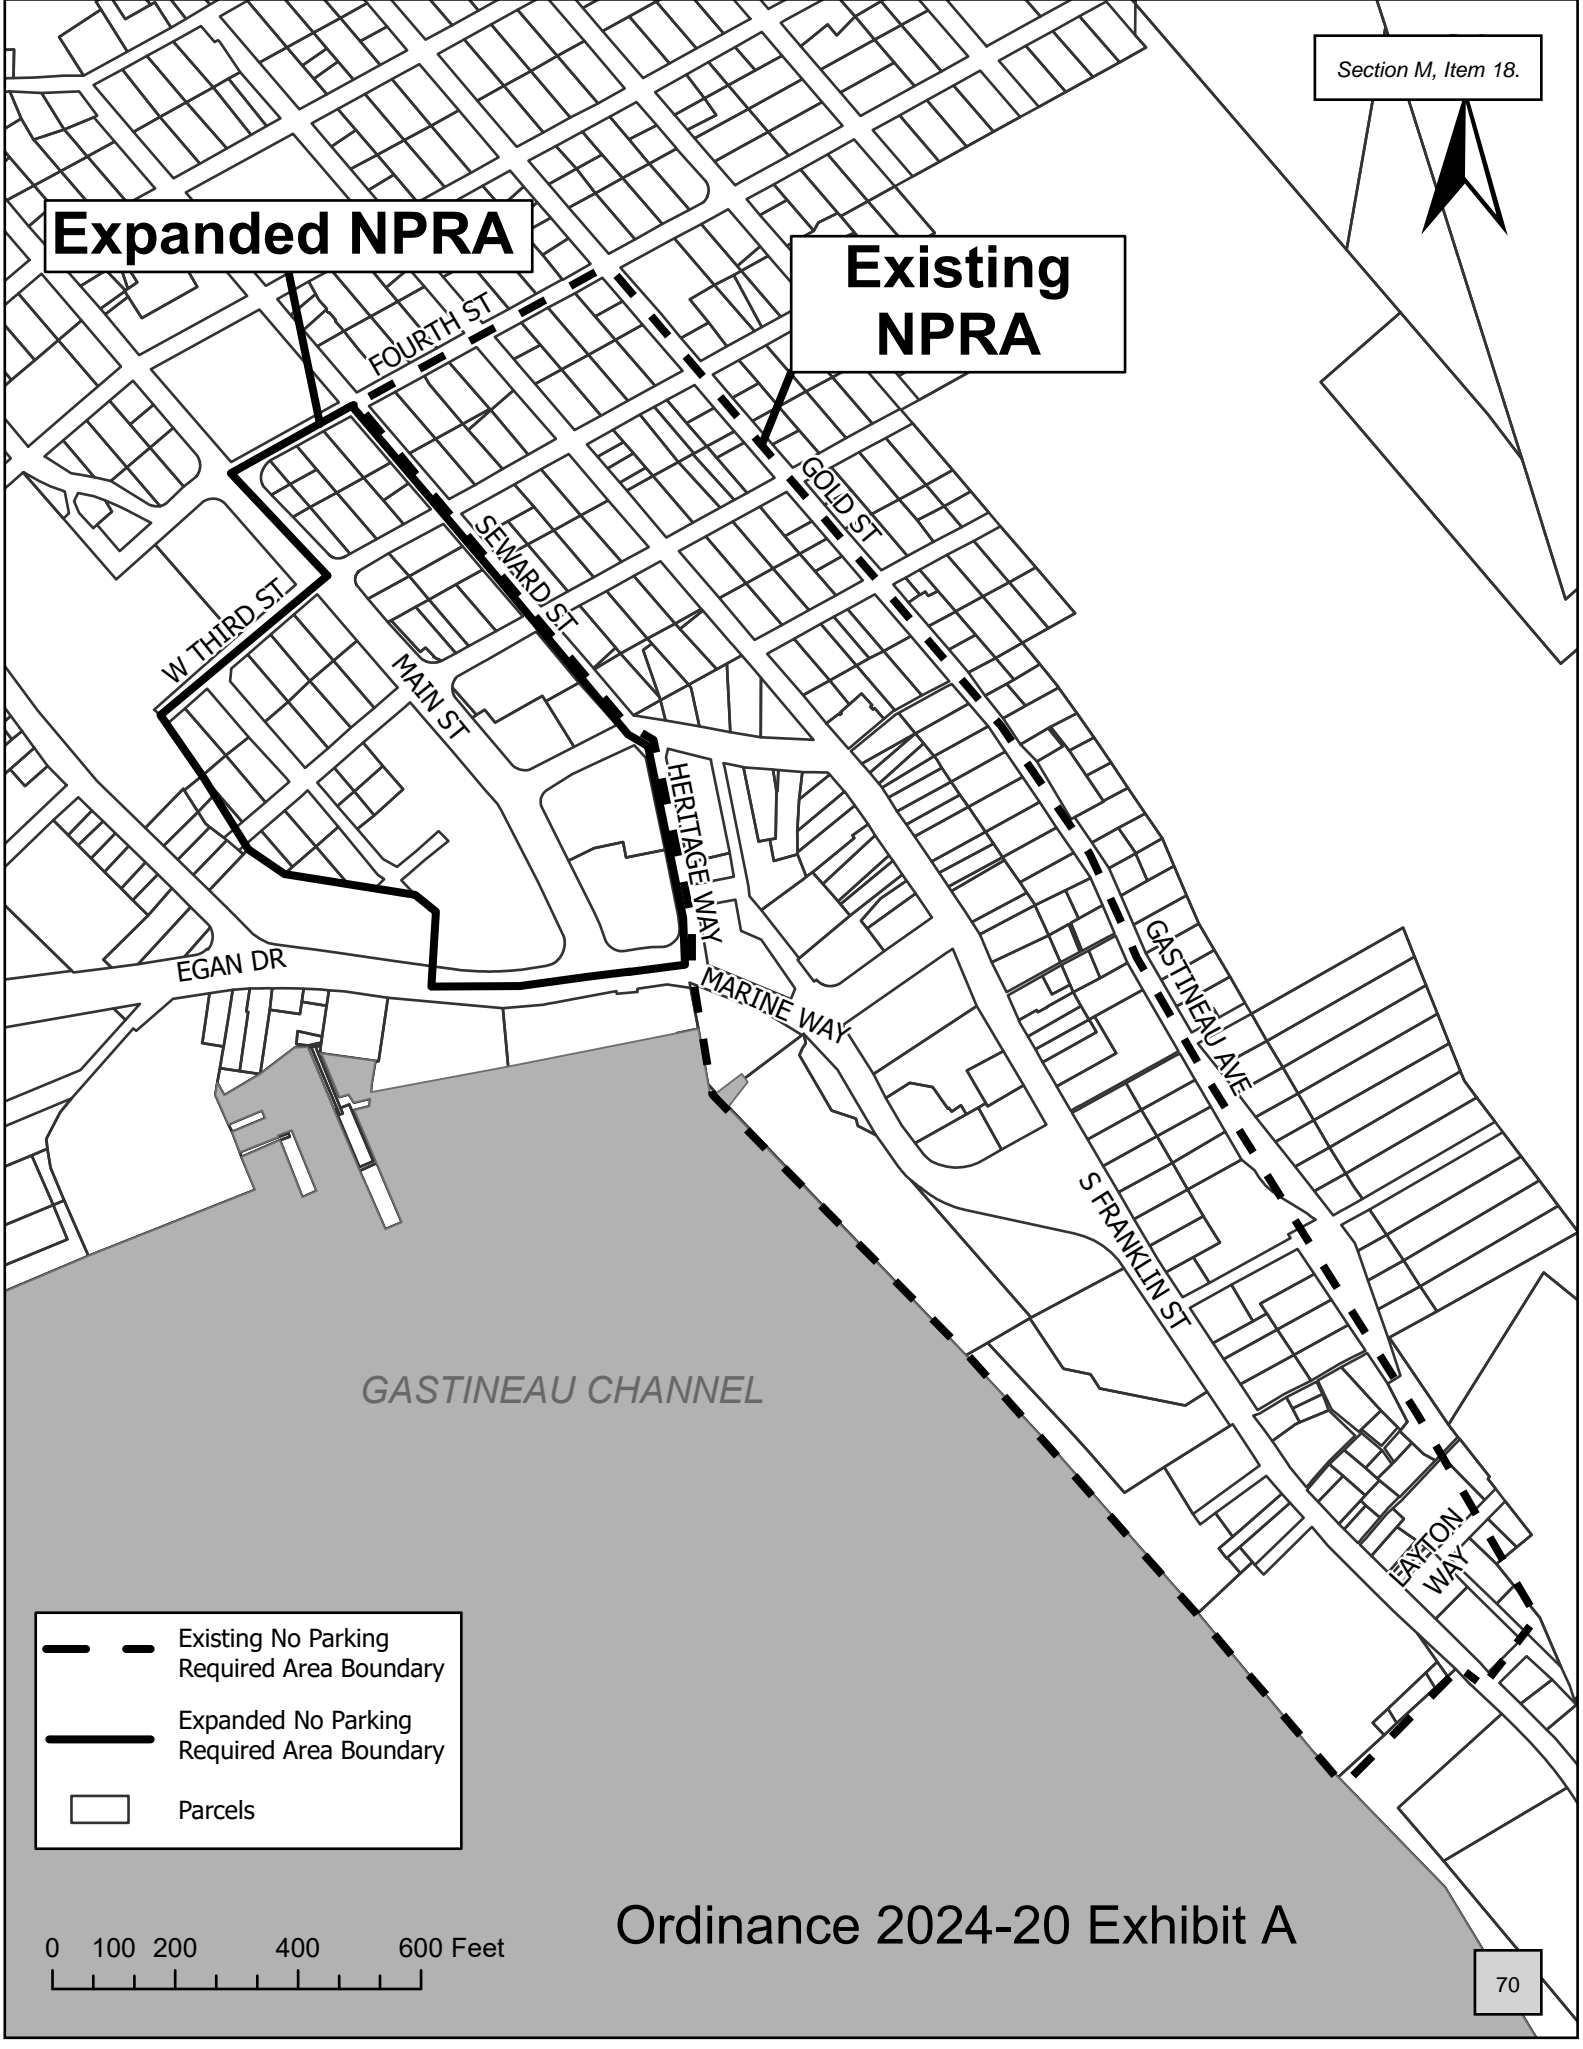 Section M, Item 18.
Expanded NPRA
Existing
NPRA
FOURTH ST
GOLD ST
SEWARD ST
W THIRD ST
MAIN ST
HERITAGE WAY
EGAN DR
MARINE WAY
GASTINEAU AVE
S FRANKLIN ST
GASTINEAU CHANNEL
LAYTON
WAY
Existing No Parking
Required Area Boundary
Expanded No Parking
Required Area Boundary
Parcels
0 100 200 400 600 Feet
Ordinance 2024-20 Exhibit A
70